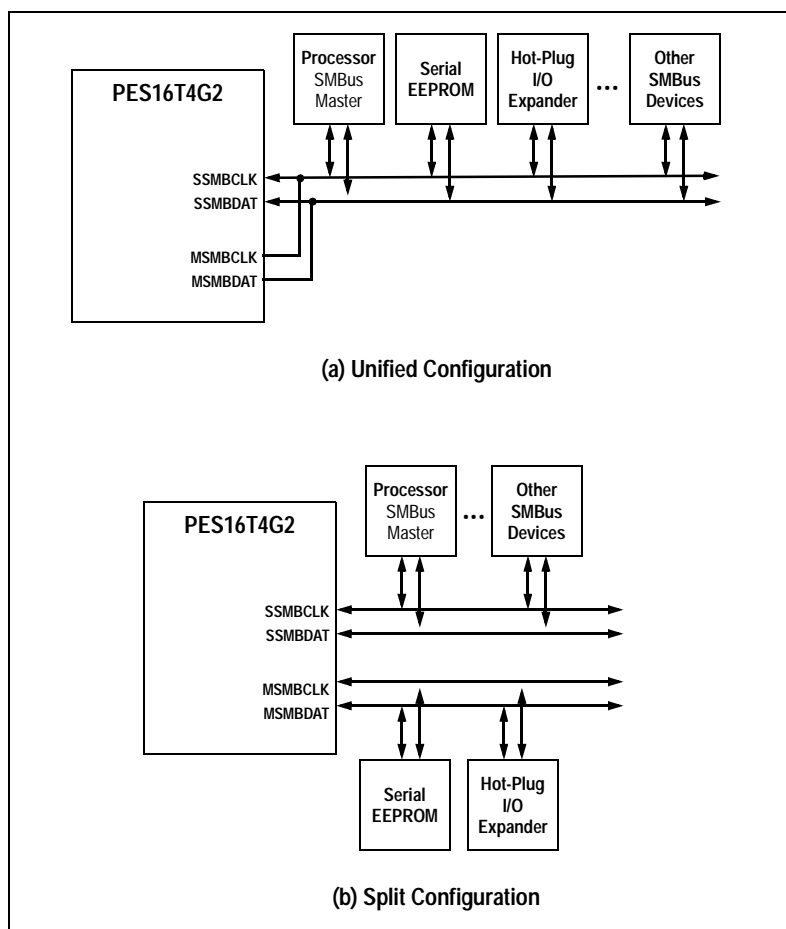 PES16T4G2
Processor
SMBus
Master
Serial
EEPROM
Hot-Plug
I/O
Expander
...
Other
SMBus
Devices
SSMBCLK
SSMBDAT
MSMBCLK
MSMBDAT
(a) Unified Configuration
PES16T4G2
Processor
SMBus
Master
...
Other
SMBus
Devices
SSMBCLK
SSMBDAT
MSMBCLK
MSMBDAT
Serial
EEPROM
Hot-Plug
I/O
Expander
(b) Split Configuration